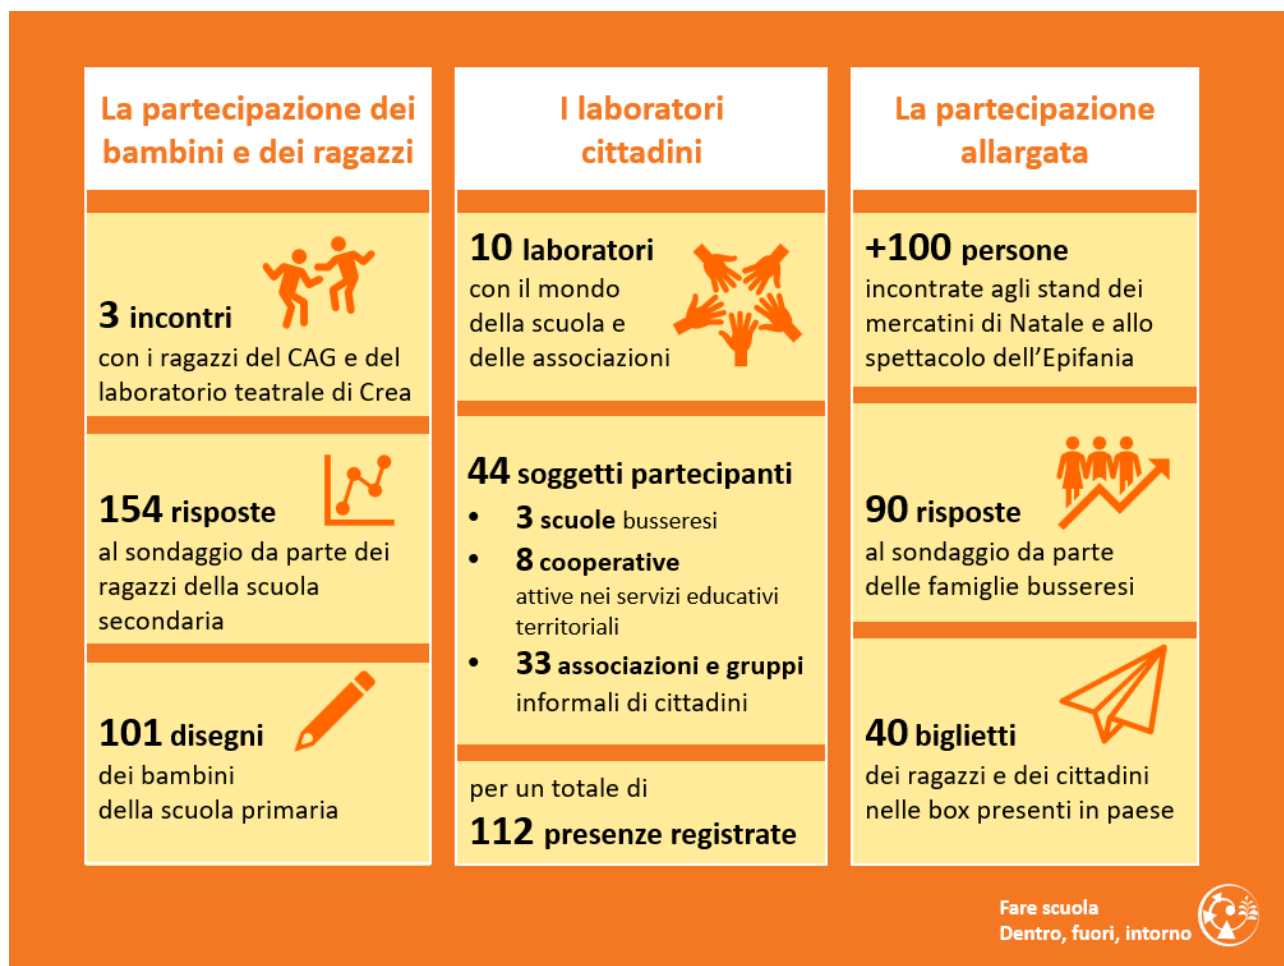 La partecipazione dei
bambini e dei ragazzi
3 incontri
con i ragazzi del CAG e del
laboratorio teatrale di Crea
154 risposte
al sondaggio da parte dei
ragazzi della scuola
secondaria
101 disegni
dei bambini
della scuola primaria
I laboratori
cittadini
10 laboratori
con il mondo
della scuola e
delle associazioni
44 soggetti partecipanti
• 3 scuole busseresi
• 8 cooperative
attive nei servizi educativi
territoriali
• 33 associazioni e gruppi
informali di cittadini
per un totale di
112 presenze registrate
La partecipazione
allargata
+100 persone
incontrate agli stand dei
mercatini di Natale e allo
spettacolo dell'Epifania
90 risposte
al sondaggio da parte
delle famiglie busseresi
40 biglietti
dei ragazzi e dei cittadini
nelle box presenti in paese
Fare scuola
Dentro, fuori, intorno